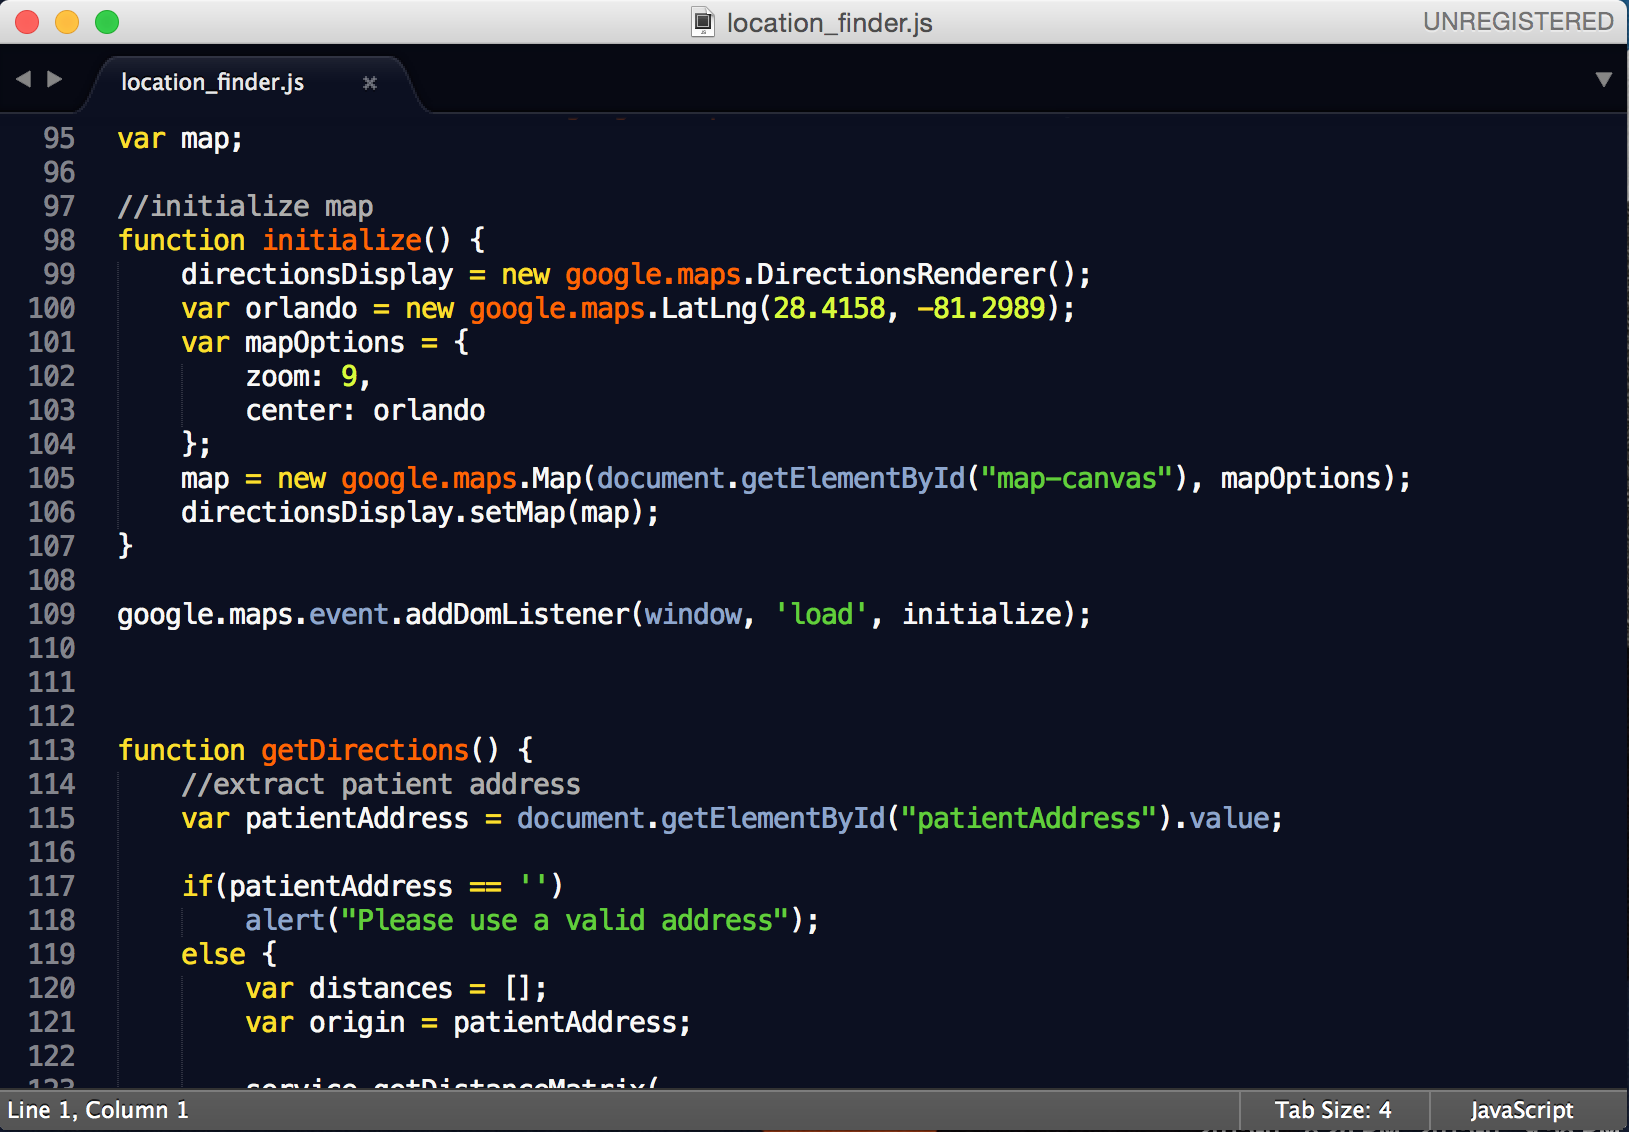 location_finder.js
UNREGISTERED
location_finder.js
95 var map;
96
97 //initialize map
98 function initialize() {
99     directionsDisplay = new google.maps.DirectionsRenderer();
100     var orlando = new google.maps.LatLng(28.4158, -81.2989);
101     var mapOptions = {
102         zoom: 9,
103         center: orlando
104     };
105     map = new google.maps.Map(document.getElementById("map-canvas"), mapOptions);
106     directionsDisplay.setMap(map);
107 }
108
109 google.maps.event.addDomListener(window, 'load', initialize);
110
111
112
113 function getDirections() {
114     //extract patient address
115     var patientAddress = document.getElementById("patientAddress").value;
116
117     if(patientAddress == '')
118         alert("Please use a valid address");
119     else {
120         var distances = [];
121         var origin = patientAddress;
122
123         service.getDistanceMatrix(
Line 1, Column 1
Tab Size: 4
JavaScript